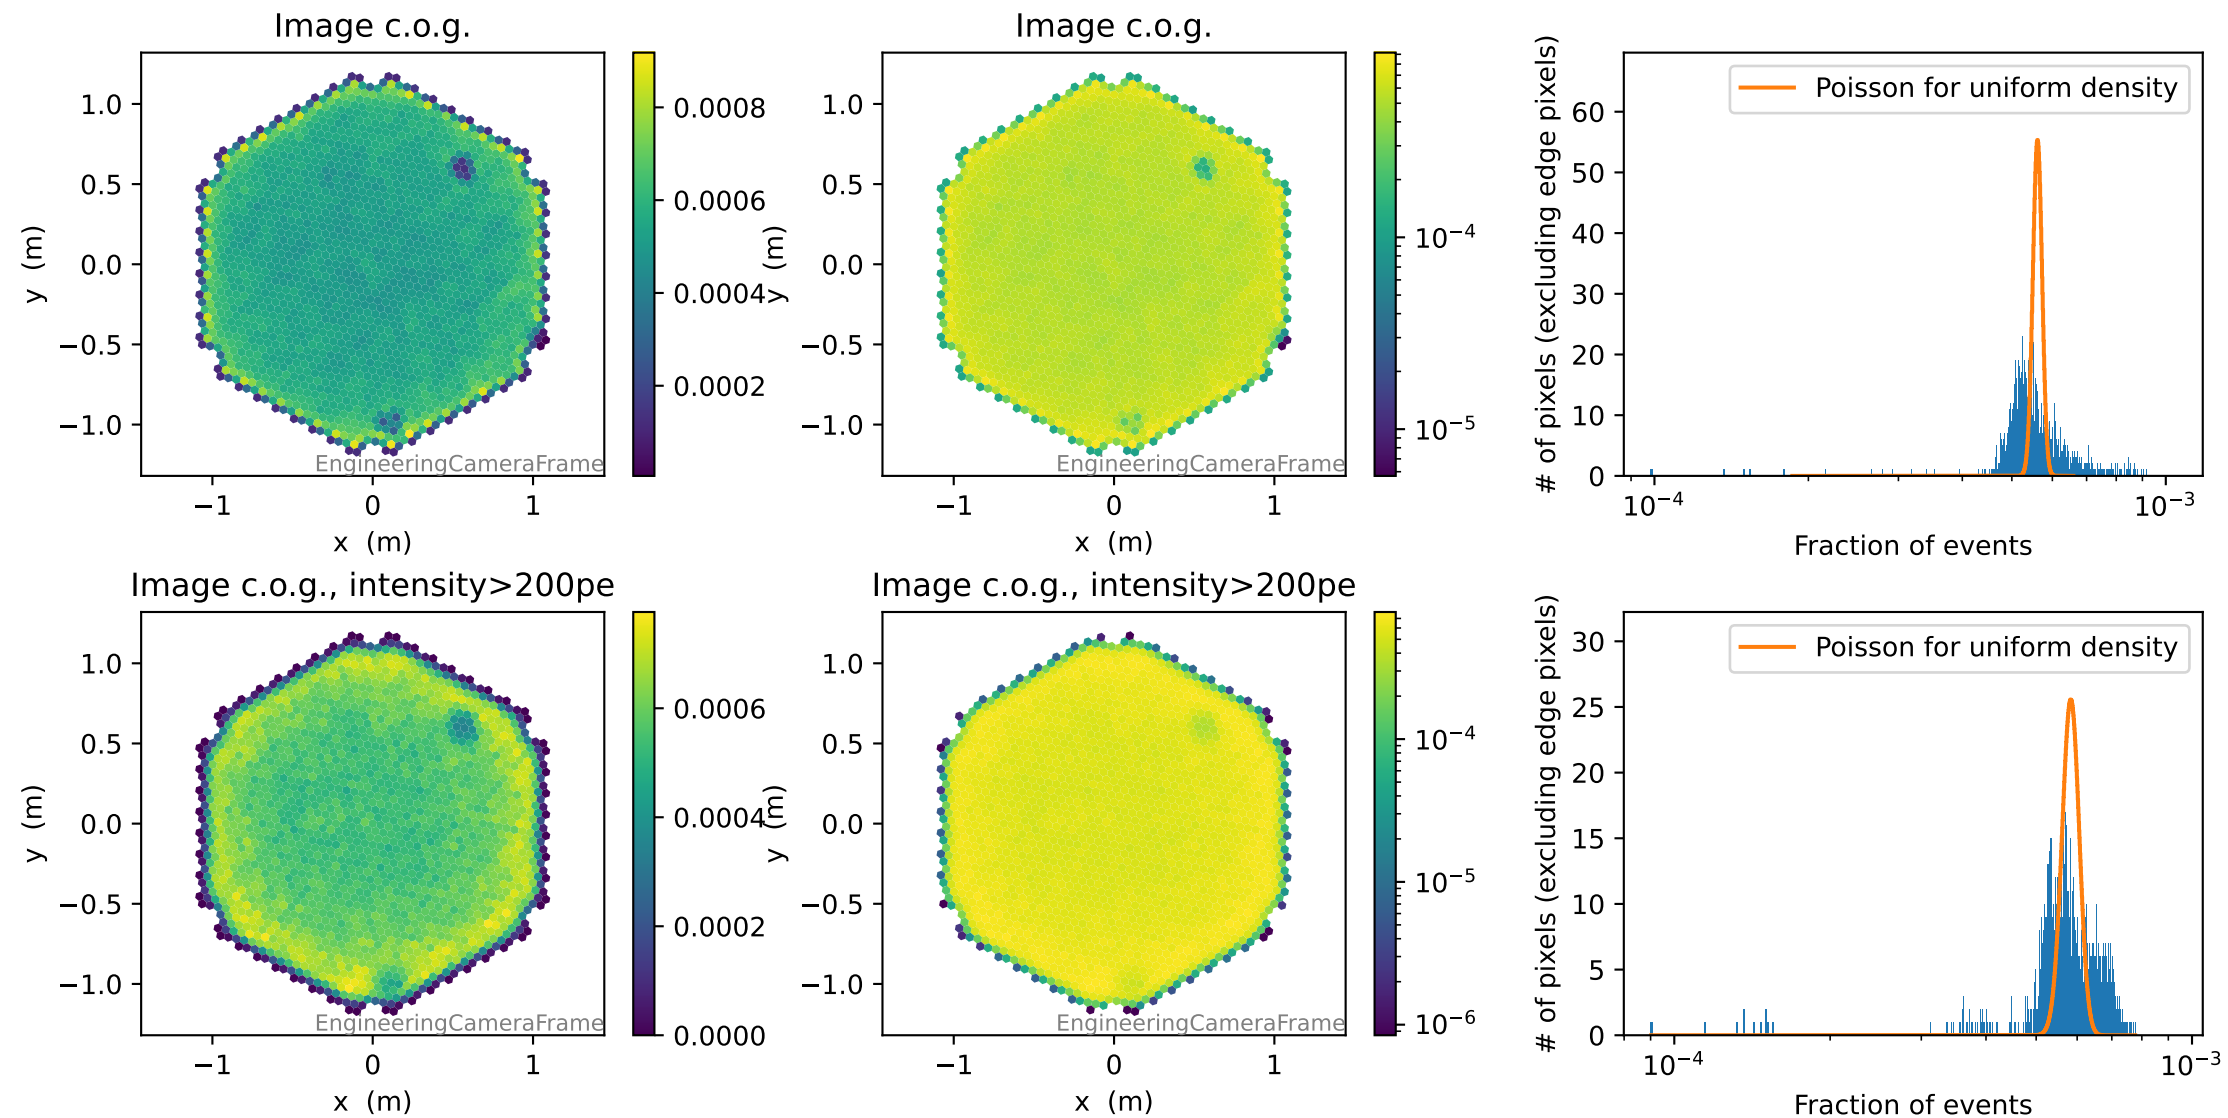 Image c.o.g.
1.0
0.5
0.0
−0.5
−1.0
y (m)
−1
0
1
x (m)
EngineeringCameraFrame
0.0008
0.0006
0.0004
0.0002
Image c.o.g.
1.0
0.5
0.0
−0.5
−1.0
y (m)
−1
0
1
x (m)
EngineeringCameraFrame
10⁻⁴
10⁻⁵
# of pixels (excluding edge pixels)
60
50
40
30
20
10
0
Poisson for uniform density
10⁻⁴
10⁻³
Fraction of events
Image c.o.g., intensity>200pe
1.0
0.5
0.0
−0.5
−1.0
y (m)
−1
0
1
x (m)
EngineeringCameraFrame
0.0006
0.0004
0.0002
0.0000
Image c.o.g., intensity>200pe
1.0
0.5
0.0
−0.5
−1.0
y (m)
−1
0
1
x (m)
EngineeringCameraFrame
10⁻⁴
10⁻⁵
10⁻⁶
# of pixels (excluding edge pixels)
30
25
20
15
10
5
0
Poisson for uniform density
10⁻⁴
10⁻³
Fraction of events